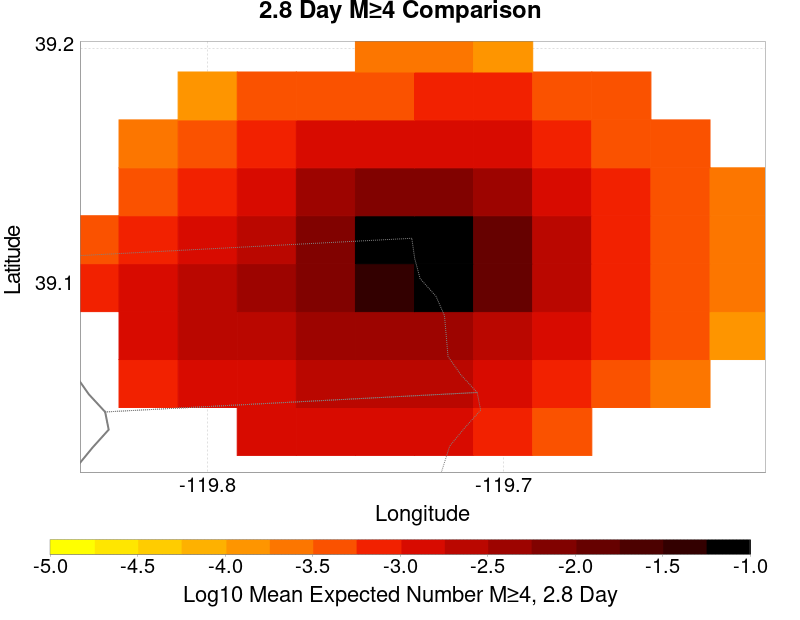 2.8 Day M≥4 Comparison
39.2
39.1
Latitude
-119.8 -119.7
Longitude
-5.0 -4.5 -4.0 -3.5 -3.0 -2.5 -2.0 -1.5 -1.0
Log10 Mean Expected Number M≥4, 2.8 Day